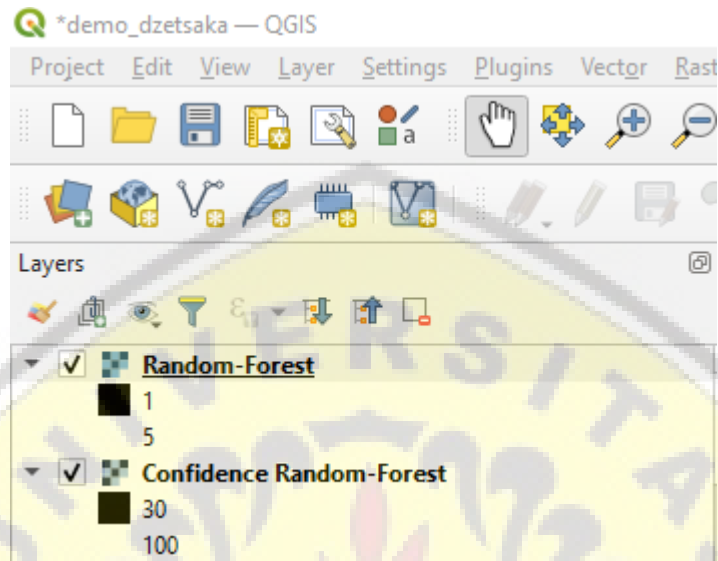 *demo_dzetsaka — QGIS
Project Edit View Layer Settings Plugins Vector Rast
a
Layers
UNIVERSITA
Random-Forest
1
5
Confidence Random-Forest
30
100